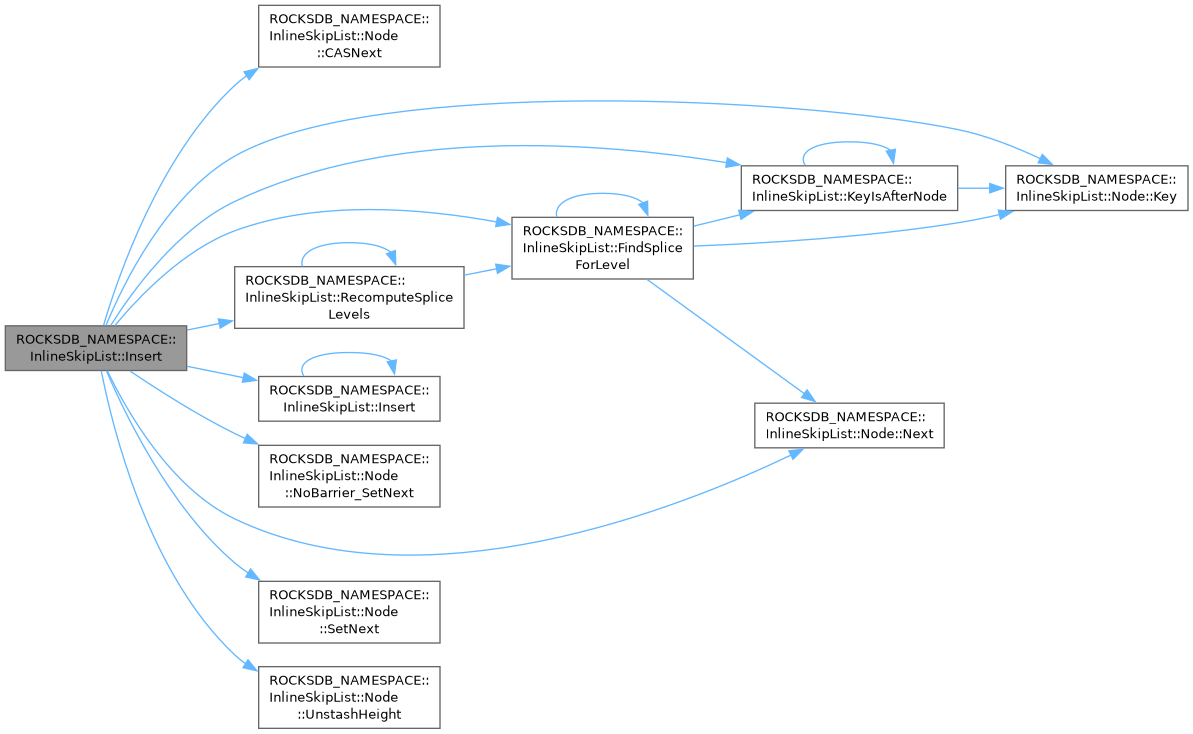 ROCKSDB_NAMESPACE::
InlineSkipList::Node
::CASNext
ROCKSDB_NAMESPACE::
InlineSkipList::KeyIsAfterNode
ROCKSDB_NAMESPACE::
InlineSkipList::Node::Key
ROCKSDB_NAMESPACE::
InlineSkipList::FindSplice
ForLevel
ROCKSDB_NAMESPACE::
InlineSkipList::RecomputeSplice
Levels
ROCKSDB_NAMESPACE::
InlineSkipList::Insert
ROCKSDB_NAMESPACE::
InlineSkipList::Insert
ROCKSDB_NAMESPACE::
InlineSkipList::Node::Next
ROCKSDB_NAMESPACE::
InlineSkipList::Node
::NoBarrier_SetNext
ROCKSDB_NAMESPACE::
InlineSkipList::Node
::SetNext
ROCKSDB_NAMESPACE::
InlineSkipList::Node
::UnstashHeight